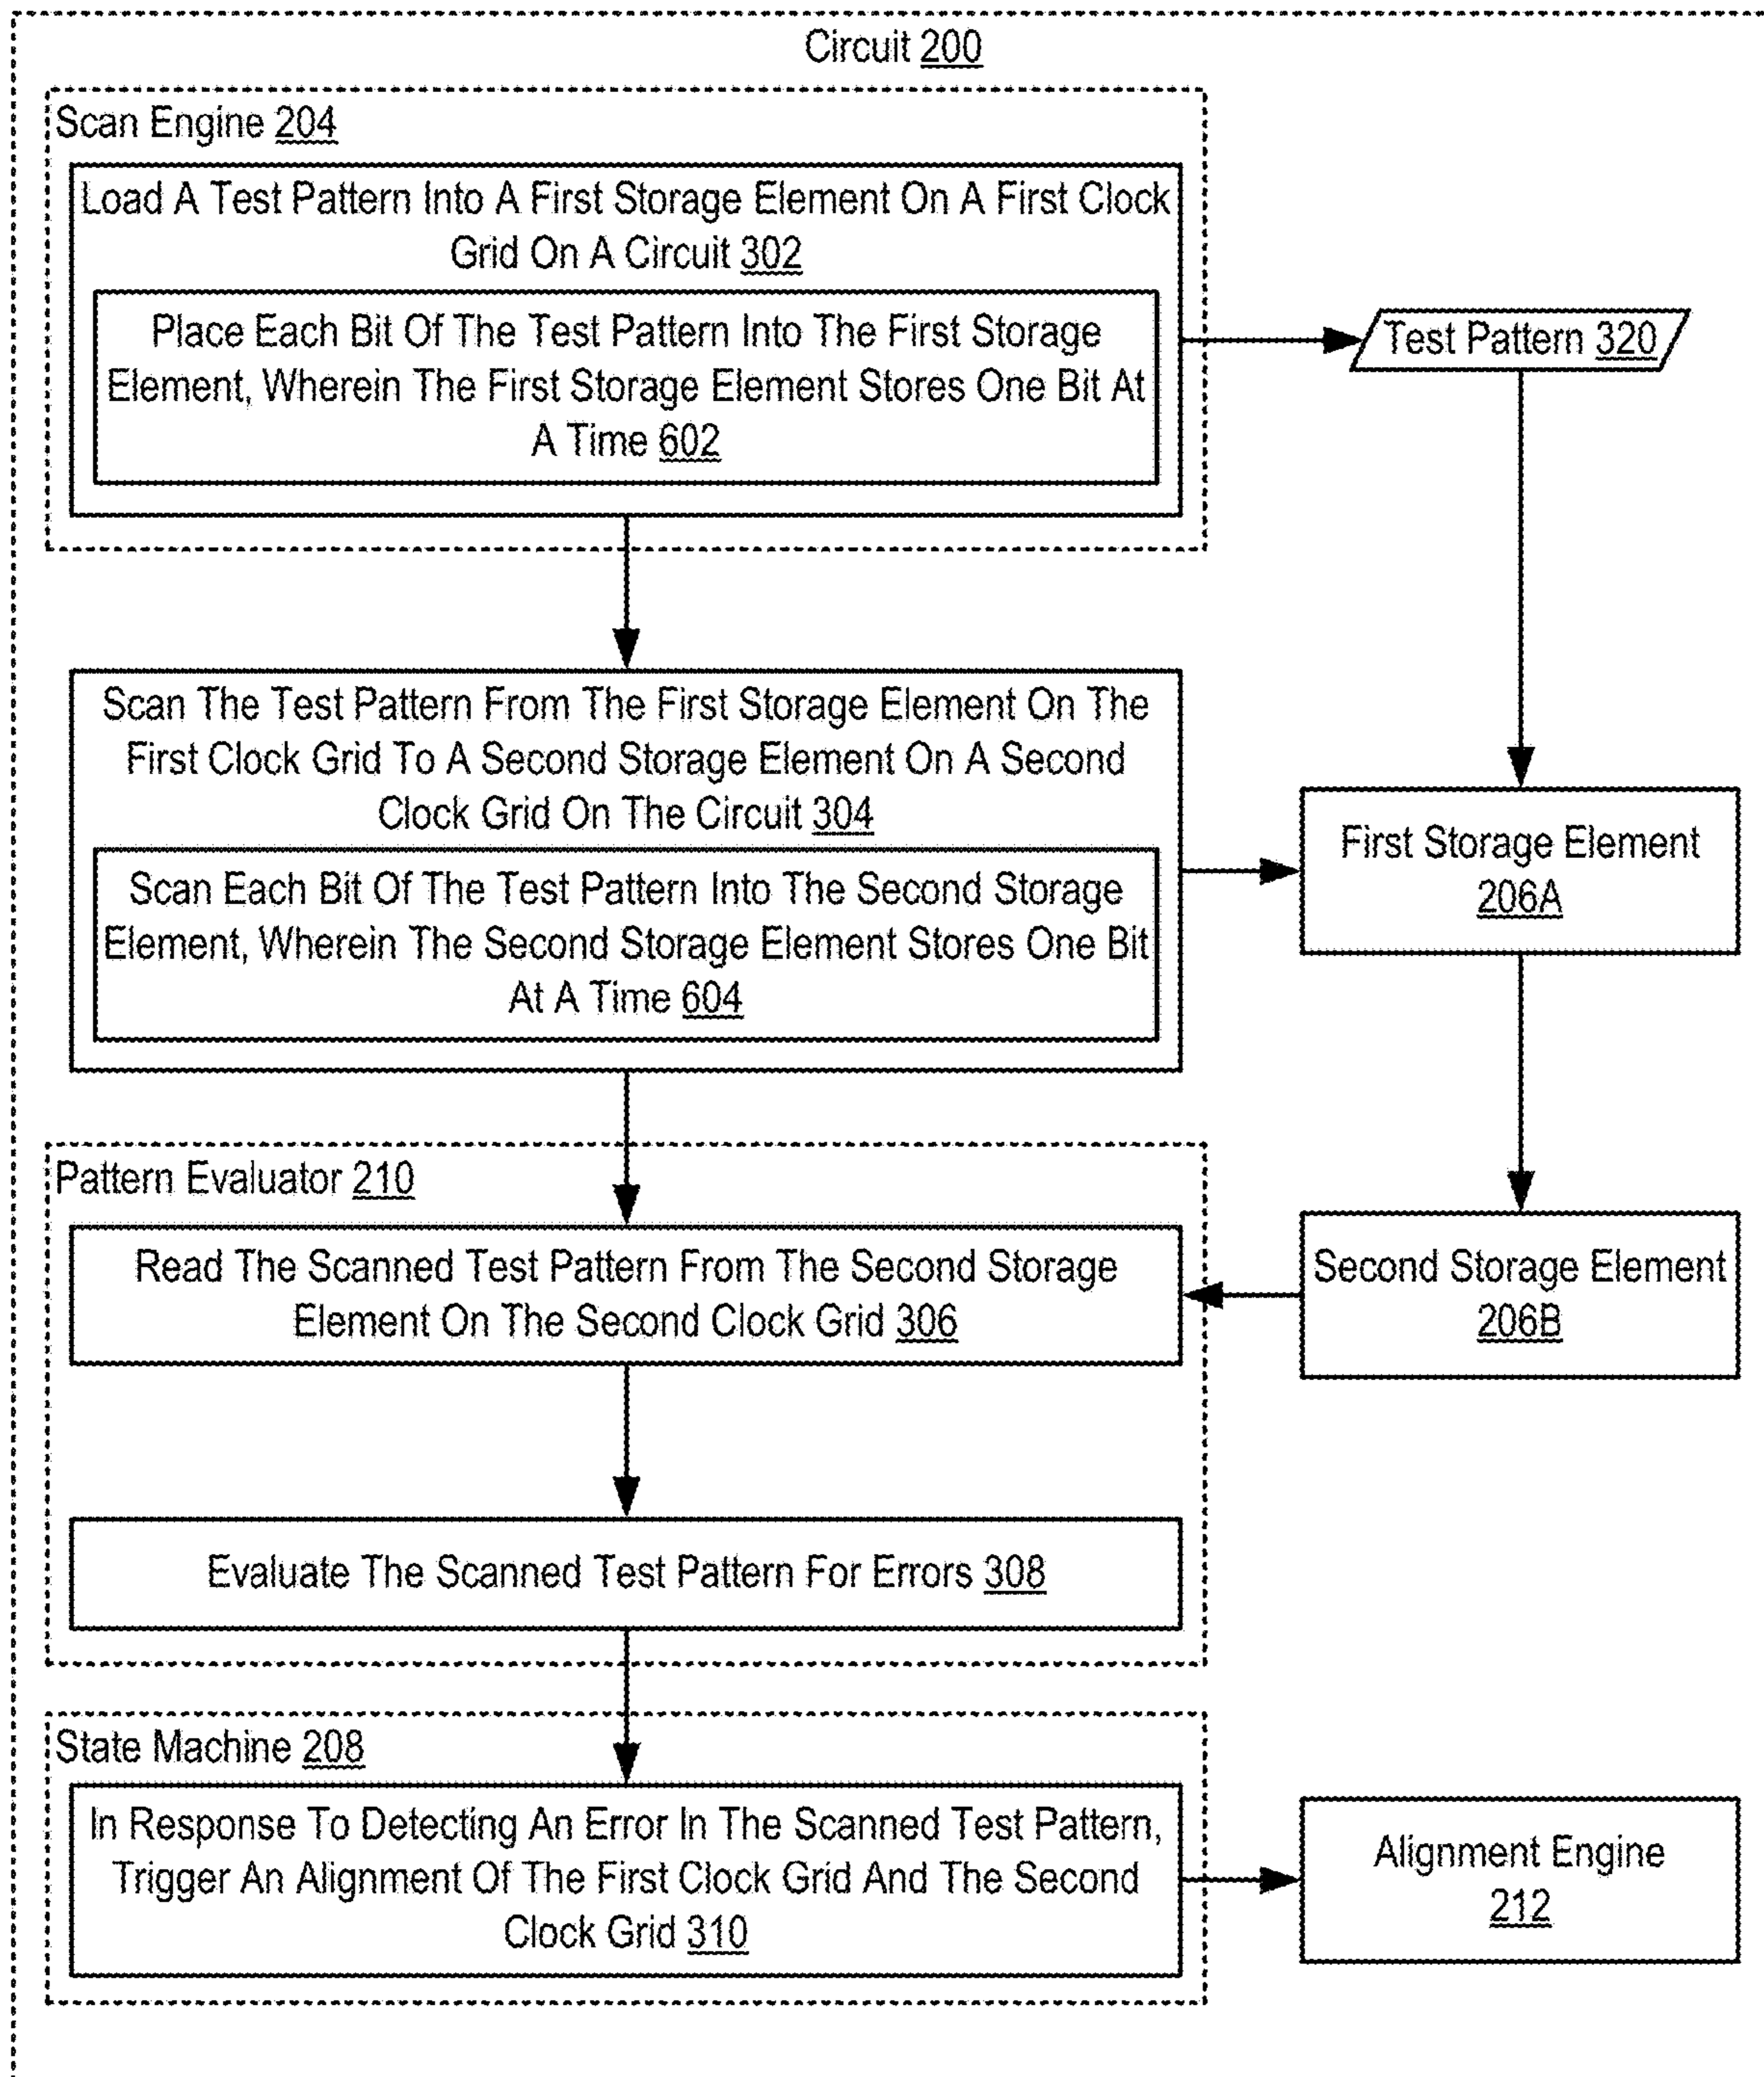 Circuit 200
Scan Engine 204
Load A Test Pattern Into A First Storage Element On A First Clock
Grid On A Circuit 302
Place Each Bit Of The Test Pattern Into The First Storage
Element, Wherein The First Storage Element Stores One Bit At
A Time 602
Test Pattern 320
Scan The Test Pattern From The First Storage Element On The
First Clock Grid To A Second Storage Element On A Second
Clock Grid On The Circuit 304
Scan Each Bit Of The Test Pattern Into The Second Storage
Element, Wherein The Second Storage Element Stores One Bit
At A Time 604
First Storage Element
206A
Pattern Evaluator 210
Read The Scanned Test Pattern From The Second Storage
Element On The Second Clock Grid 306
Second Storage Element
206B
Evaluate The Scanned Test Pattern For Errors 308
State Machine 208
In Response To Detecting An Error In The Scanned Test Pattern,
Trigger An Alignment Of The First Clock Grid And The Second
Clock Grid 310
Alignment Engine
212